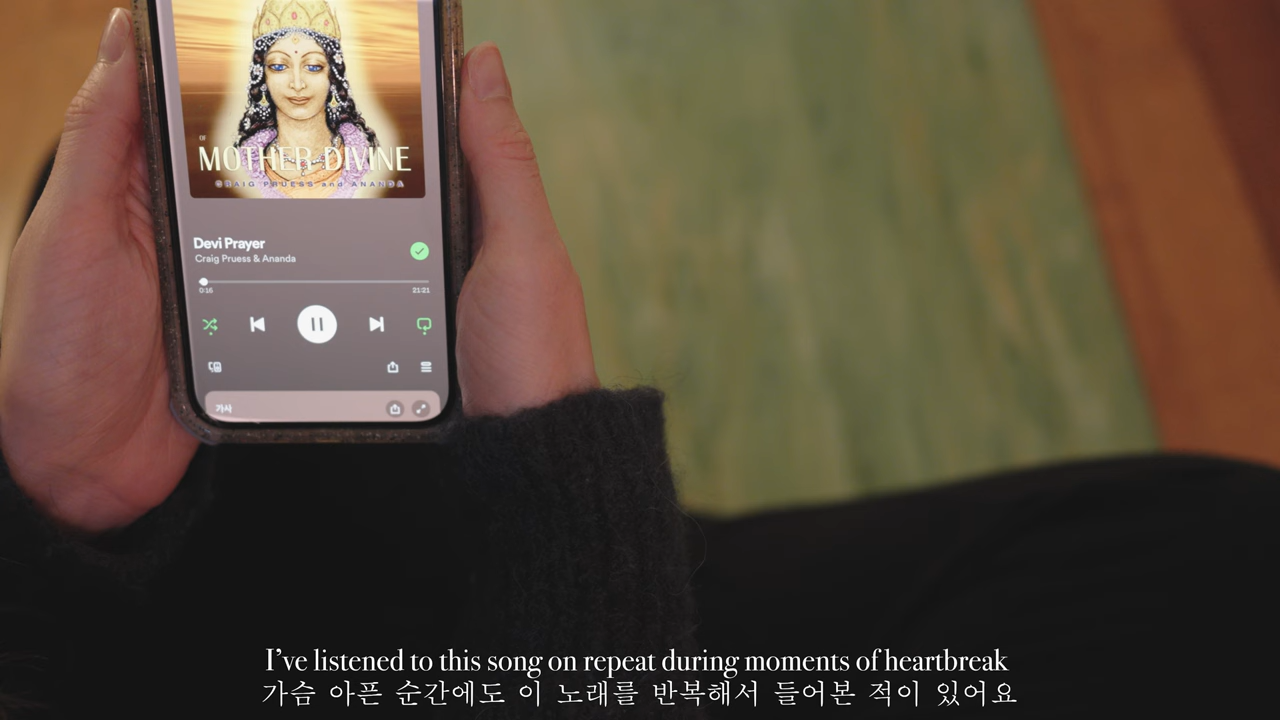 OF
MOTHER DIVINE
CRAIG PRUESS and ANANDA
Devi Prayer
Craig Pruess & Ananda
0:16
21:21
가사
I've listened to this song on repeat during moments of heartbreak
가슴 아픈 순간에도 이 노래를 반복해서 들어본 적이 있어요